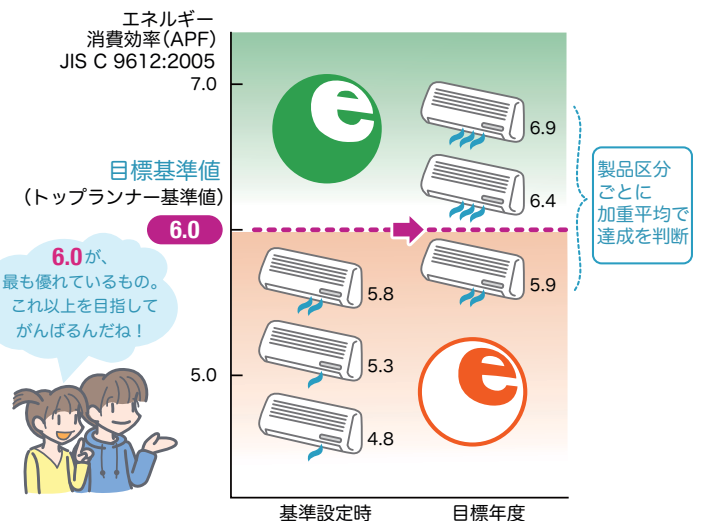 エネルギー
消費効率(APF)
JIS C 9612:2005
7.0
目標基準値
(トップランナー基準値)
6.0
6.0が、
最も優れているもの。
これ以上を目指して
がんばるんだね！
5.0
e
6.9
6.4
5.9
5.8
5.3
4.8
e
製品区分
ごとに
加重平均で
達成を判断
基準設定時
目標年度